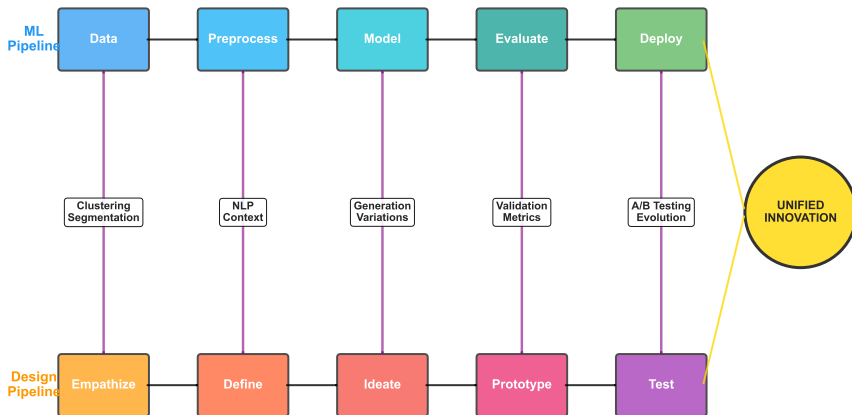 ML
Pipeline
Data
Preprocess
Model
Evaluate
Deploy
Clustering
Segmentation
NLP
Context
Generation
Variations
Validation
Metrics
A/B Testing
Evolution
UNIFIED
INNOVATION
Design
Pipeline
Empathize
Define
Ideate
Prototype
Test